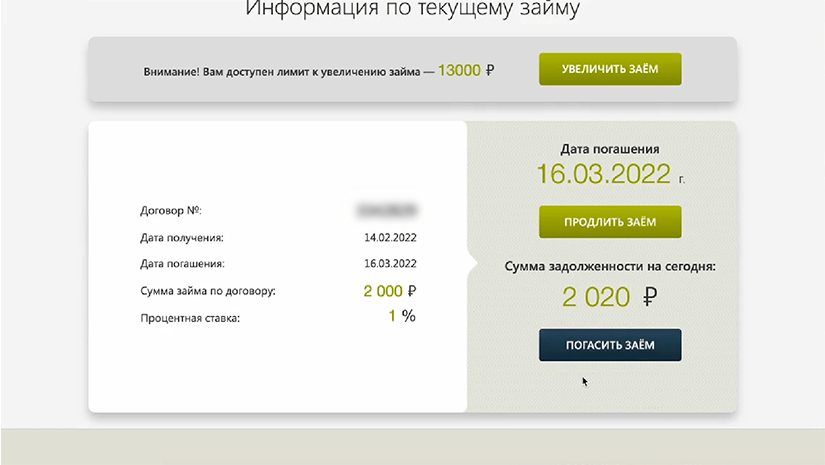 Информация по текущему займу
Внимание! Вам доступен лимит к увеличению займа — 13000 ₽
УВЕЛИЧИТЬ ЗАЁМ
Договор №:
Дата получения: 14.02.2022
Дата погашения: 16.03.2022
Сумма займа по договору: 2 000 ₽
Процентная ставка: 1 %
Дата погашения
16.03.2022 г.
ПРОДЛИТЬ ЗАЁМ
Сумма задолженности на сегодня:
2 020 ₽
ПОГАСИТЬ ЗАЁМ